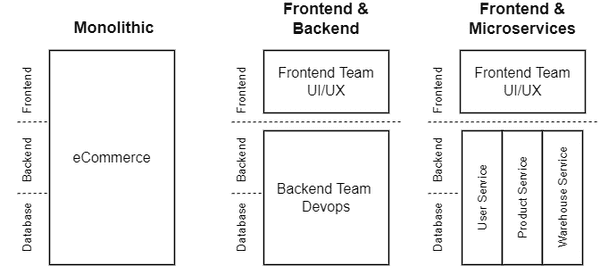 Monolithic
Frontend
Backend
Database
eCommerce
Frontend &
Backend
Frontend
Backend
Database
Frontend Team
UI/UX
Backend Team
Devops
Frontend &
Microservices
Frontend
Backend
Database
Frontend Team
UI/UX
User Service
Product Service
Warehouse Service